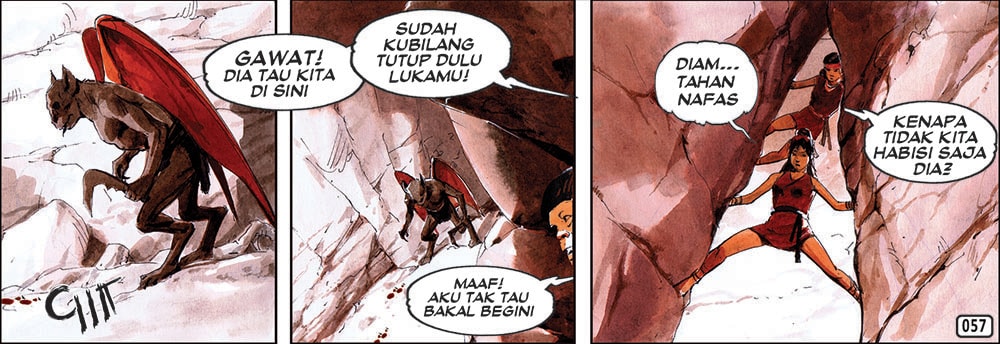 GAWAT!
DIA TAU KITA
DI SINI
SUDAH
KUBILANG
TUTUP DULU
LUKAMU!
MAAF!
AKU TAK TAU
BAKAL BEGINI
DIAM...
TAHAN
NAFAS
KENAPA
TIDAK KITA
HABISI SAJA
DIA?
057